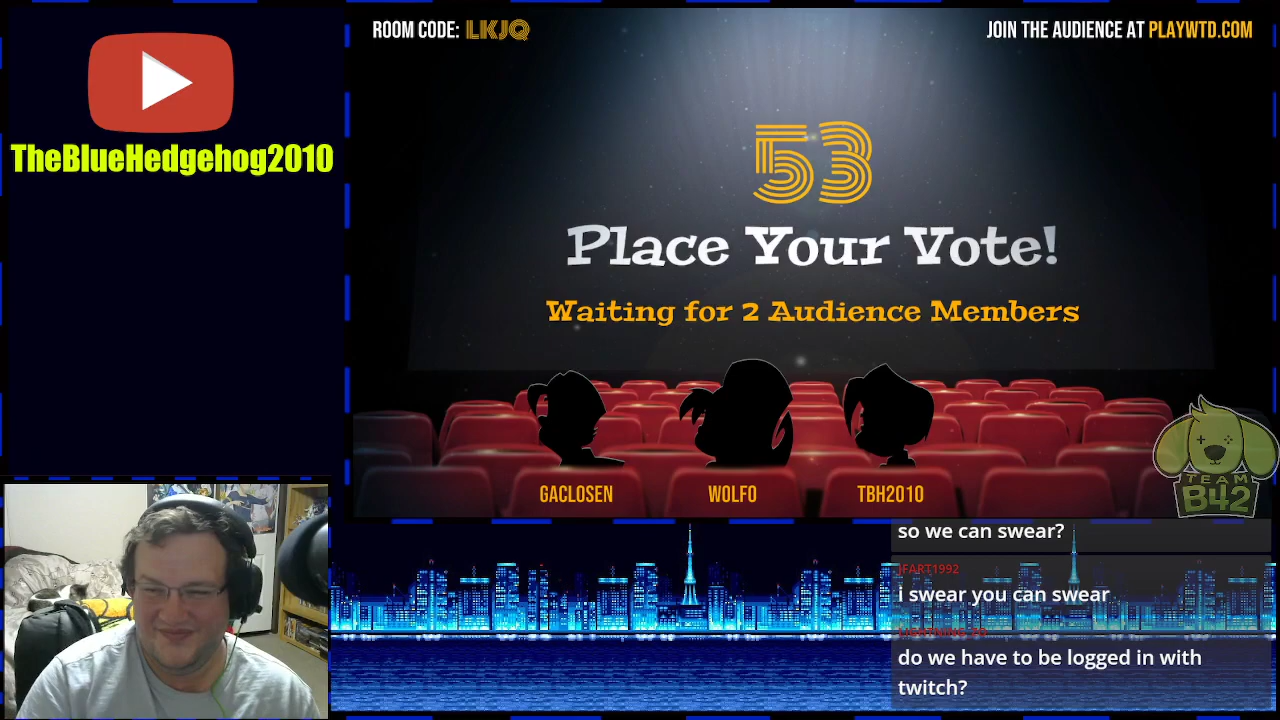 ROOM CODE: LKJQ
JOIN THE AUDIENCE AT PLAYWTD.COM
TheBlueHedgehog2010
53
Place Your Vote!
Waiting for 2 Audience Members
GACLOSEN
WOLFO
TBH2010
TEAM
B42
so we can swear?
JFART1992
i swear you can swear
do we have to be logged in with
twitch?